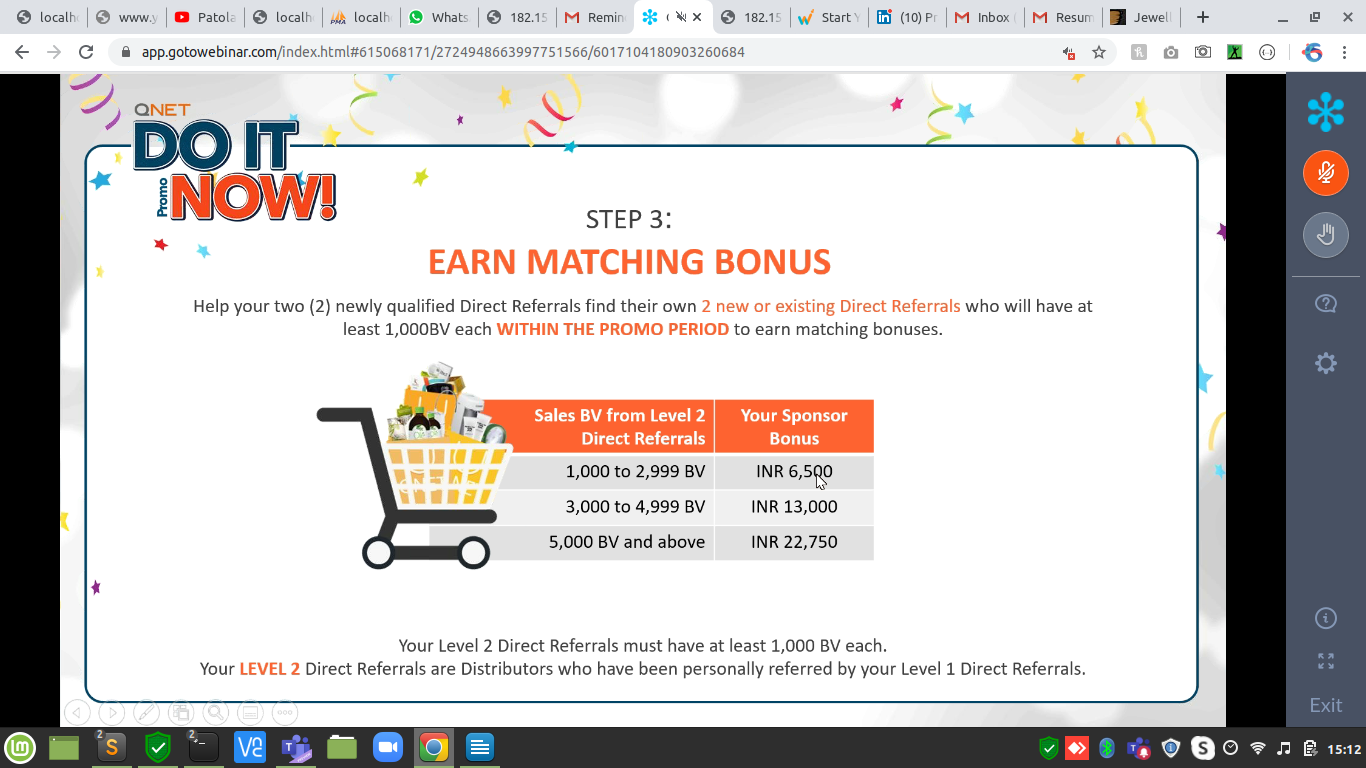 localh
www.y
Patola
localh
localh
Whats
182.15
Remin
182.15
Start Y
(10) Pr
Inbox (
Resum
Jewell
app.gotowebinar.com/index.html#615068171/2724948663997751566/6017104180903260684
QNET
DO IT
Promo
NOW!
STEP 3:
EARN MATCHING BONUS
Help your two (2) newly qualified Direct Referrals find their own 2 new or existing Direct Referrals who will have at
least 1,000BV each WITHIN THE PROMO PERIOD to earn matching bonuses.
Sales BV from Level 2 Your Sponsor
Direct Referrals Bonus
1,000 to 2,999 BV INR 6,500
3,000 to 4,999 BV INR 13,000
5,000 BV and above INR 22,750
Your Level 2 Direct Referrals must have at least 1,000 BV each.
Your LEVEL 2 Direct Referrals are Distributors who have been personally referred by your Level 1 Direct Referrals.
Exit
2
2
15:12